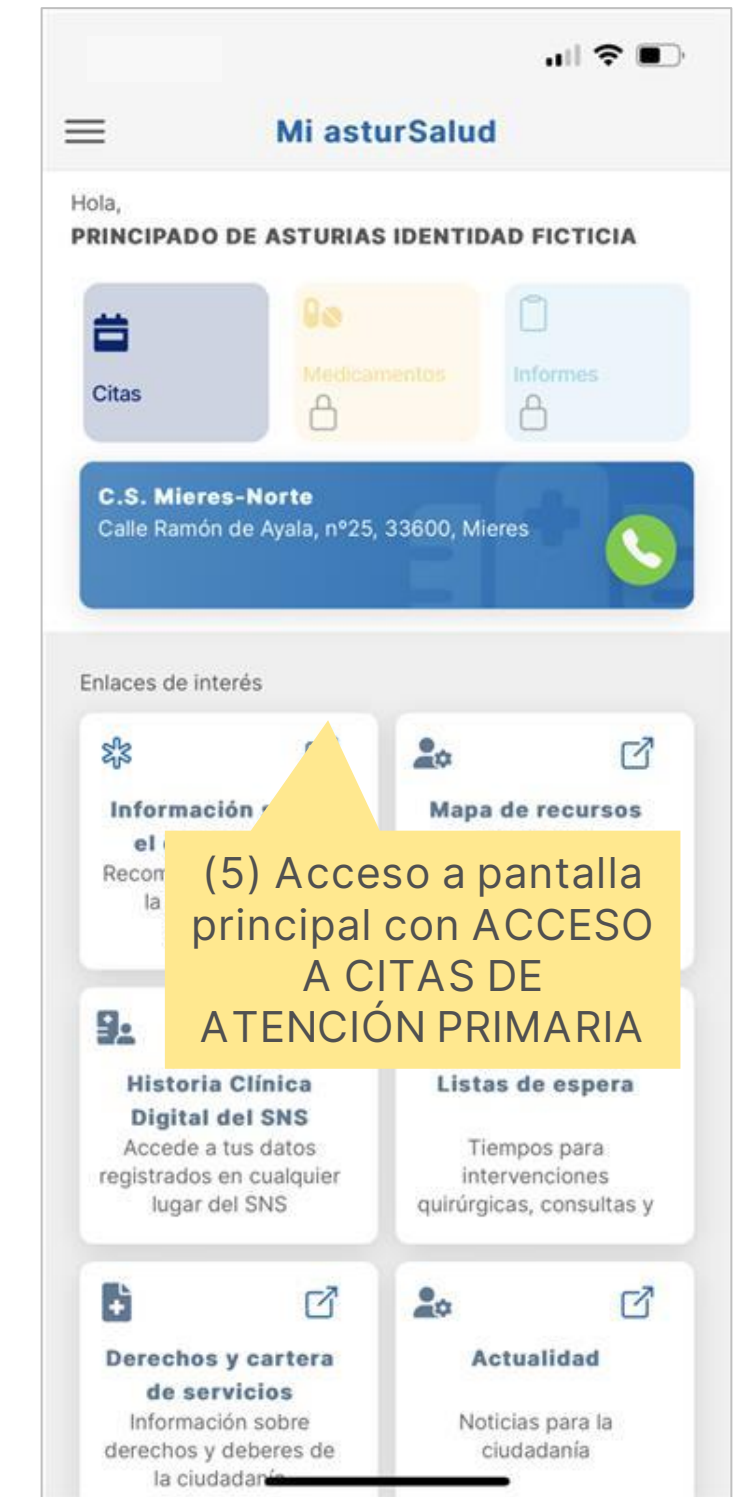 Mi asturSalud
Hola,
PRINCIPADO DE ASTURIAS IDENTIDAD FICTICIA
Citas
Medicamentos
Informes
C.S. Mieres-Norte
Calle Ramón de Ayala, nº25, 33600, Mieres
Enlaces de interés
Información
el
la
Mapa de recursos
(5) Acceso a pantalla
principal con ACCESO
A CITAS DE
ATENCIÓN PRIMARIA
Historia Clínica
Digital del SNS
Accede a tus datos
registrados en cualquier
lugar del SNS
Listas de espera
Tiempos para
intervenciones
quirúrgicas, consultas y
Derechos y cartera
de servicios
Información sobre
derechos y deberes de
la ciudadanía
Actualidad
Noticias para la
ciudadanía